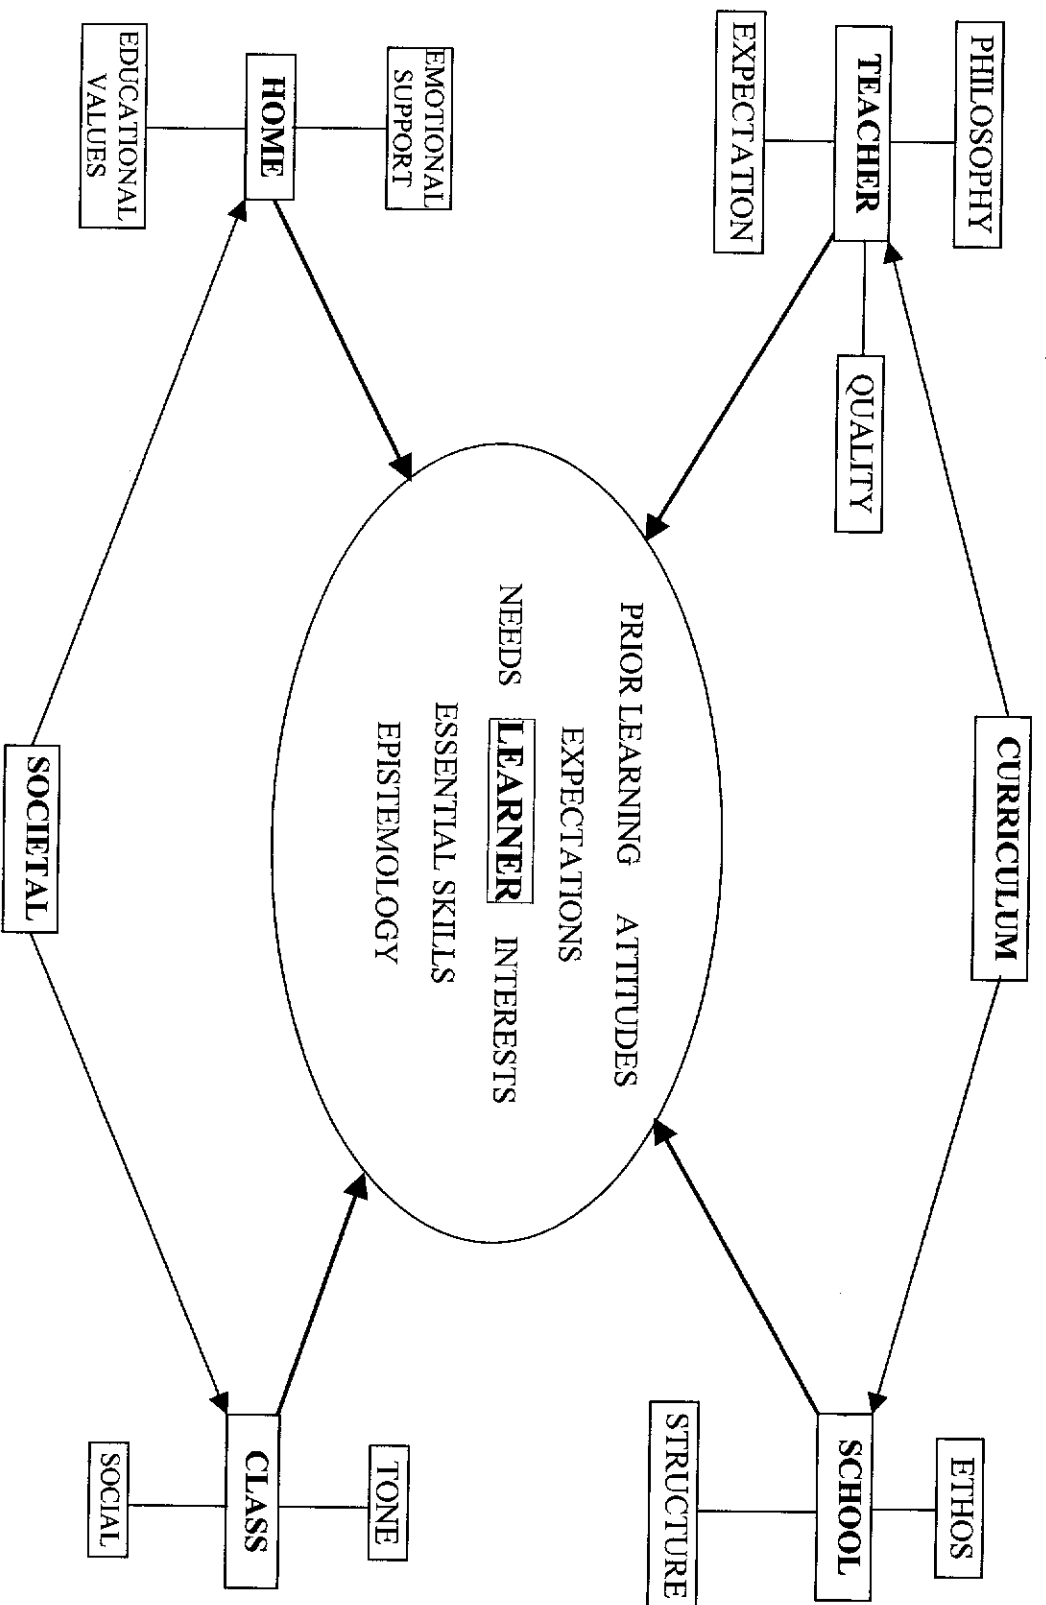 PHILOSOPHY
TEACHER
EXPECTATION
QUALITY
CURRICULUM
ETHOS
SCHOOL
STRUCTURE
PRIOR LEARNING ATTITUDES
EXPECTATIONS
NEEDS LEARNER INTERESTS
ESSENTIAL SKILLS
EPISTEMOLOGY
EMOTIONAL
SUPPORT
HOME
EDUCATIONAL
VALUES
SOCIETAL
TONE
CLASS
SOCIAL